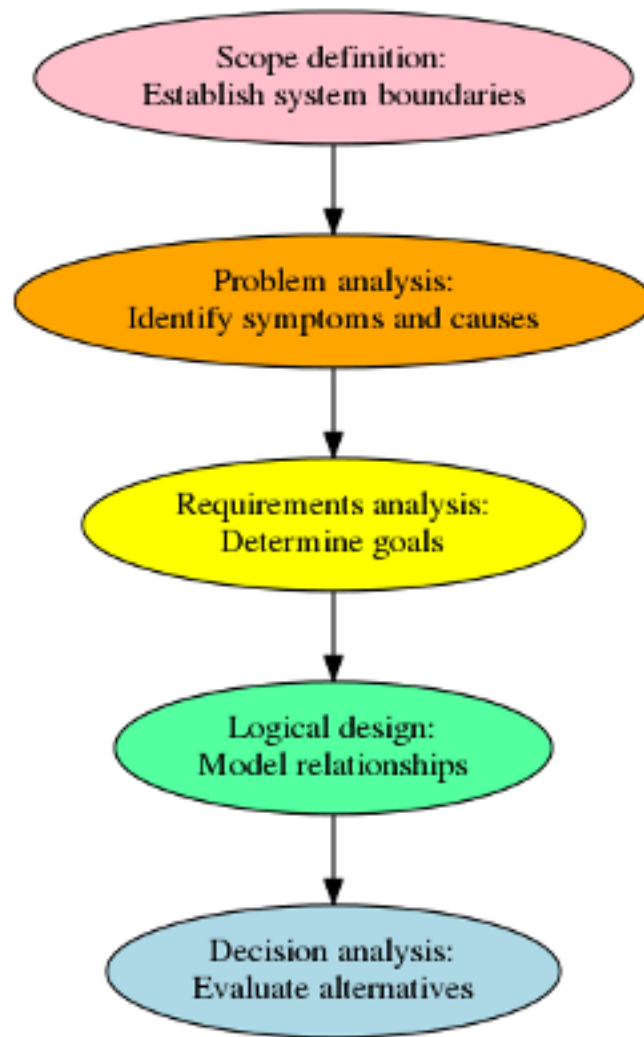 Scope definition:
Establish system boundaries
Problem analysis:
Identify symptoms and causes
Requirements analysis:
Determine goals
Logical design:
Model relationships
Decision analysis:
Evaluate alternatives